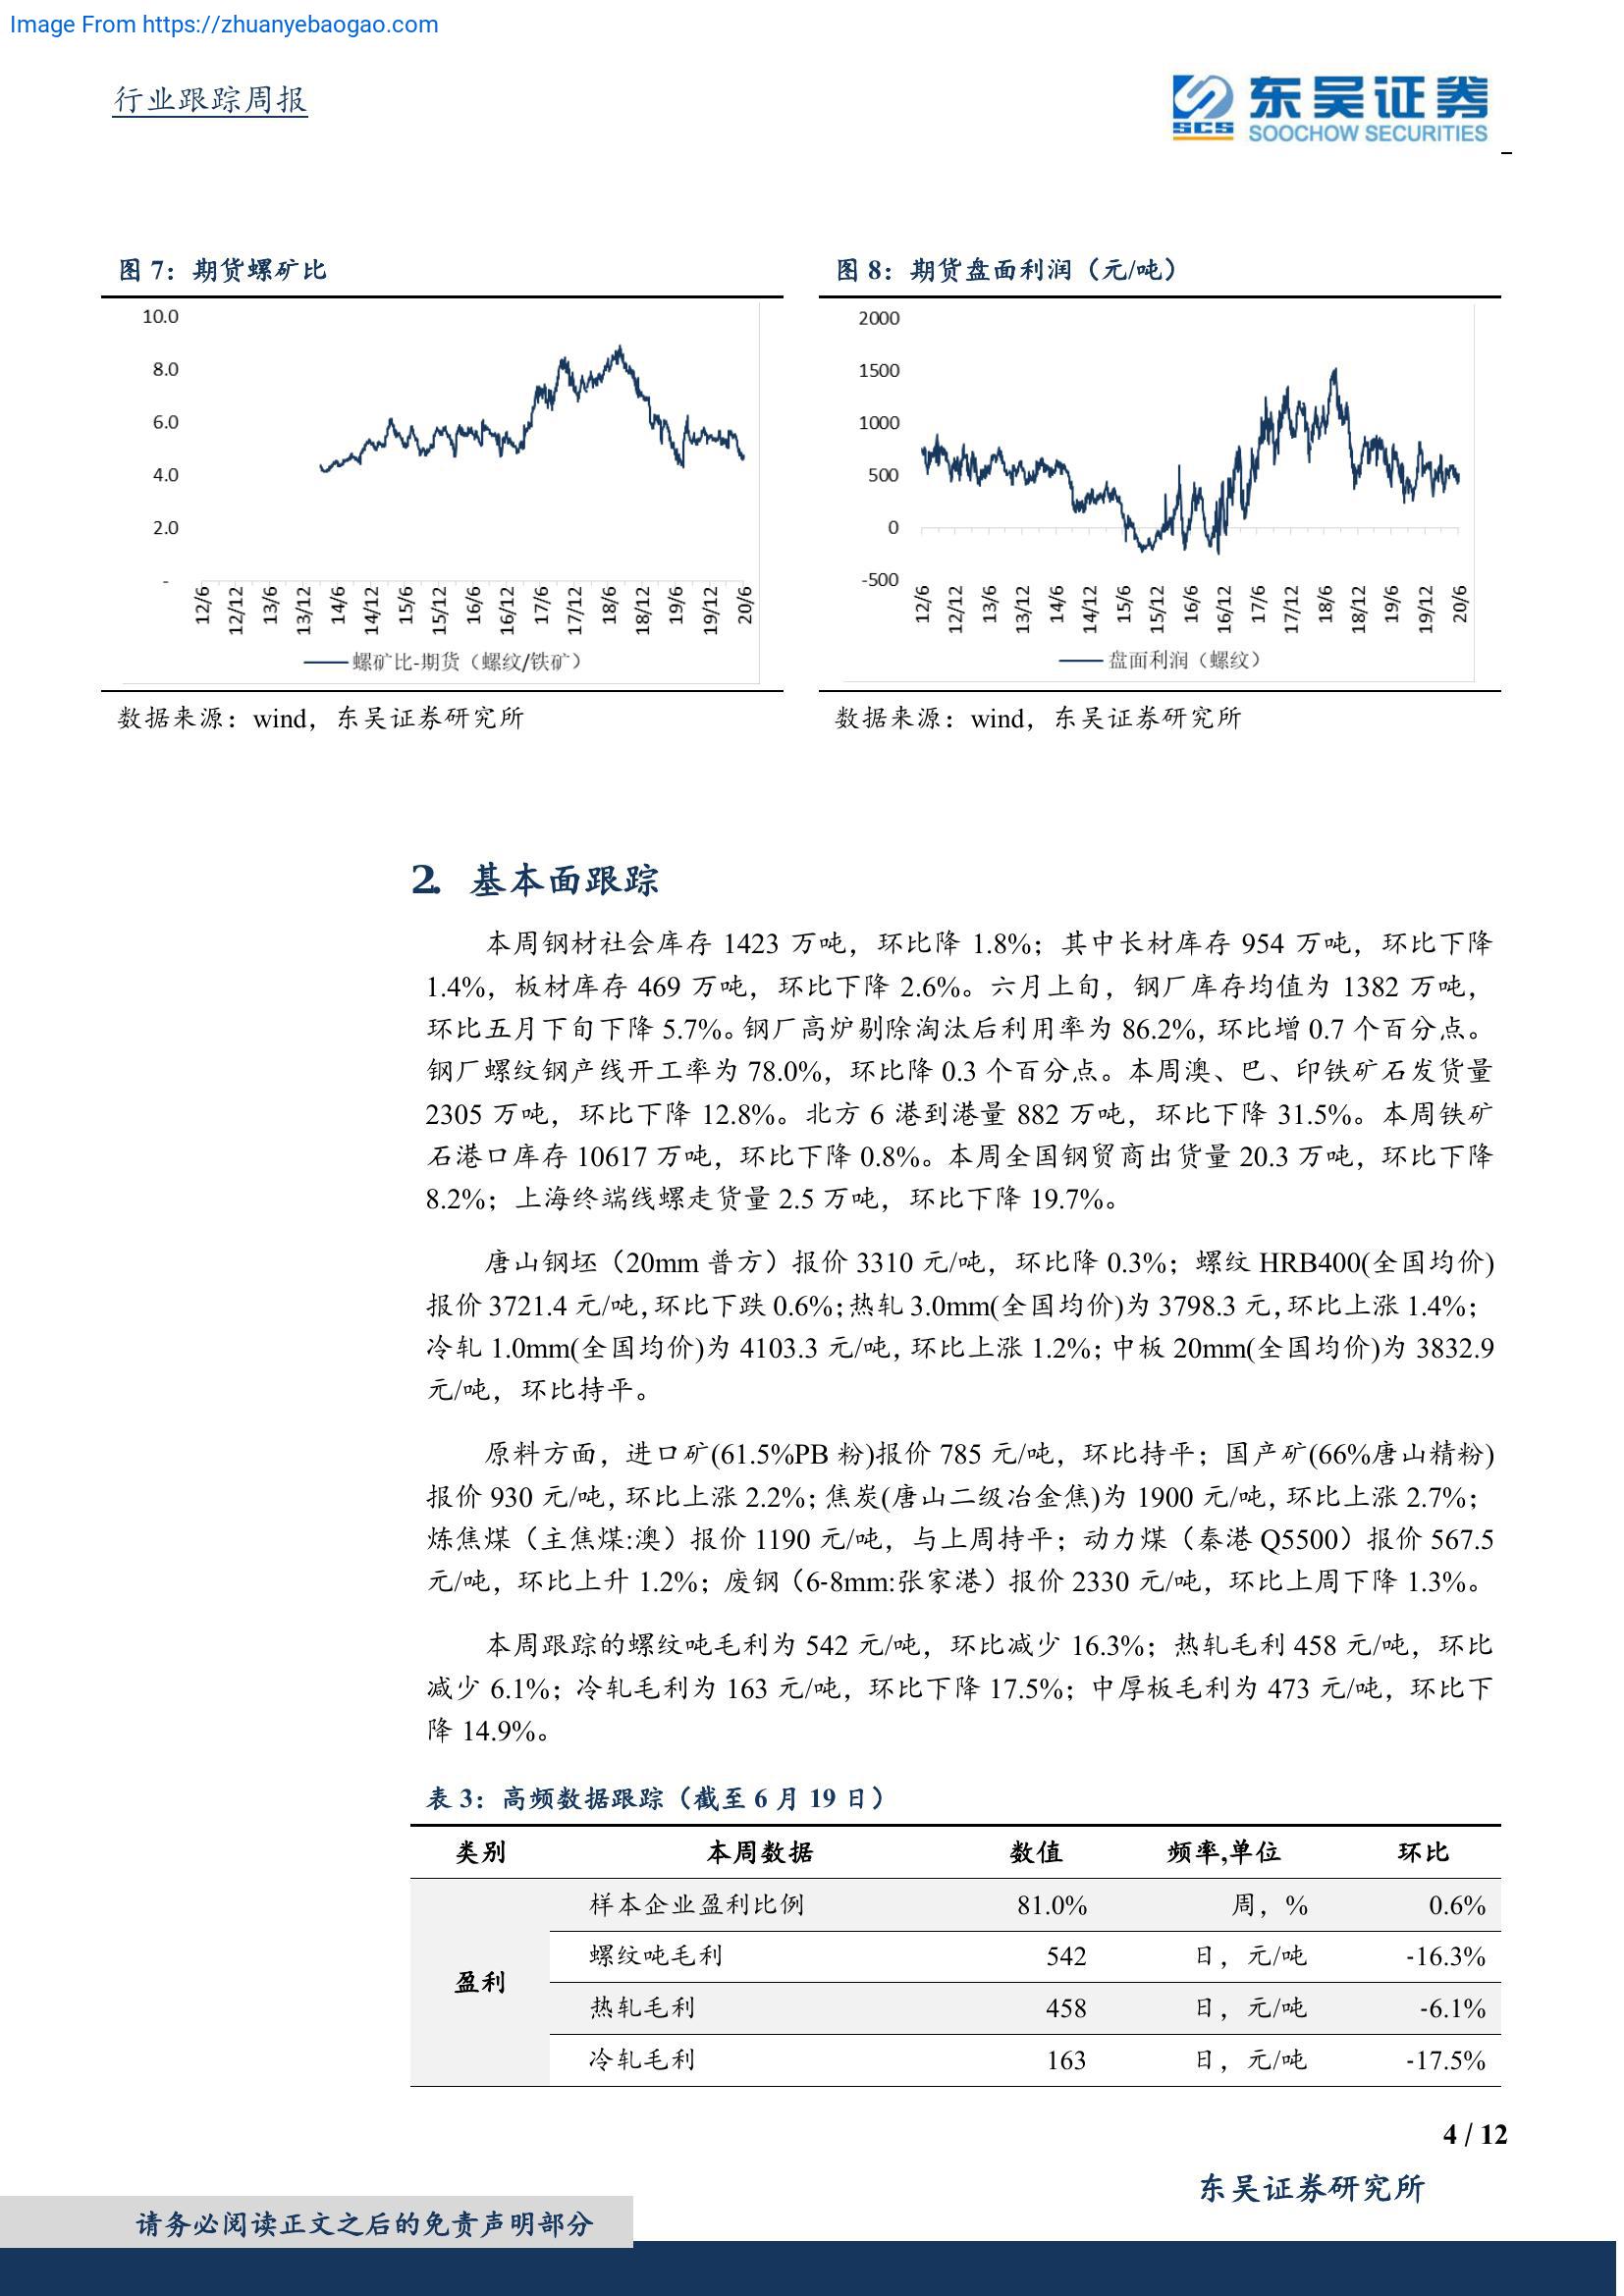 Image From https://zhuanyebaogao.com
行业跟踪周报
SCS
东吴证券
SOOCHOW SECURITIES
图 7：期货螺矿比
10.0
8.0
6.0
4.0
2.0
-
12/6 12/12 13/6 13/12 14/6 14/12 15/6 15/12 16/6 16/12 17/6 17/12 18/6 18/12 19/6 19/12 20/6
螺矿比-期货（螺纹/铁矿）
数据来源：wind，东吴证券研究所
图 8：期货盘面利润（元/吨）
2000
1500
1000
500
0
-500
12/6 12/12 13/6 13/12 14/6 14/12 15/6 15/12 16/6 16/12 17/6 17/12 18/6 18/12 19/6 19/12 20/6
盘面利润（螺纹）
数据来源：wind，东吴证券研究所
2. 基本面跟踪
本周钢材社会库存 1423 万吨，环比降 1.8%；其中长材库存 954 万吨，环比下降
1.4%，板材库存 469 万吨，环比下降 2.6%。六月上旬，钢厂库存均值为 1382 万吨，
环比五月下旬下降 5.7%。钢厂高炉剔除淘汰后利用率为 86.2%，环比增 0.7 个百分点。
钢厂螺纹钢产线开工率为 78.0%，环比降 0.3 个百分点。本周澳、巴、印铁矿石发货量
2305 万吨，环比下降 12.8%。北方 6 港到港量 882 万吨，环比下降 31.5%。本周铁矿
石港口库存 10617 万吨，环比下降 0.8%。本周全国钢贸商出货量 20.3 万吨，环比下降
8.2%；上海终端线螺走货量 2.5 万吨，环比下降 19.7%。
唐山钢坯（20mm 普方）报价 3310 元/吨，环比降 0.3%；螺纹 HRB400(全国均价)
报价 3721.4 元/吨，环比下跌 0.6%；热轧 3.0mm(全国均价)为 3798.3 元，环比上涨 1.4%；
冷轧 1.0mm(全国均价)为 4103.3 元/吨，环比上涨 1.2%；中板 20mm(全国均价)为 3832.9
元/吨，环比持平。
原料方面，进口矿(61.5%PB 粉)报价 785 元/吨，环比持平；国产矿(66%唐山精粉)
报价 930 元/吨，环比上涨 2.2%；焦炭(唐山二级冶金焦)为 1900 元/吨，环比上涨 2.7%；
炼焦煤（主焦煤:澳）报价 1190 元/吨，与上周持平；动力煤（秦港 Q5500）报价 567.5
元/吨，环比上升 1.2%；废钢（6-8mm:张家港）报价 2330 元/吨，环比上周下降 1.3%。
本周跟踪的螺纹吨毛利为 542 元/吨，环比减少 16.3%；热轧毛利 458 元/吨，环比
减少 6.1%；冷轧毛利为 163 元/吨，环比下降 17.5%；中厚板毛利为 473 元/吨，环比下
降 14.9%。
表 3：高频数据跟踪（截至 6 月 19 日）
类别 本周数据 数值 频率,单位 环比
盈利
样本企业盈利比例 81.0% 周，% 0.6%
螺纹吨毛利 542 日，元/吨 -16.3%
热轧毛利 458 日，元/吨 -6.1%
冷轧毛利 163 日，元/吨 -17.5%
4 / 12
东吴证券研究所
请务必阅读正文之后的免责声明部分